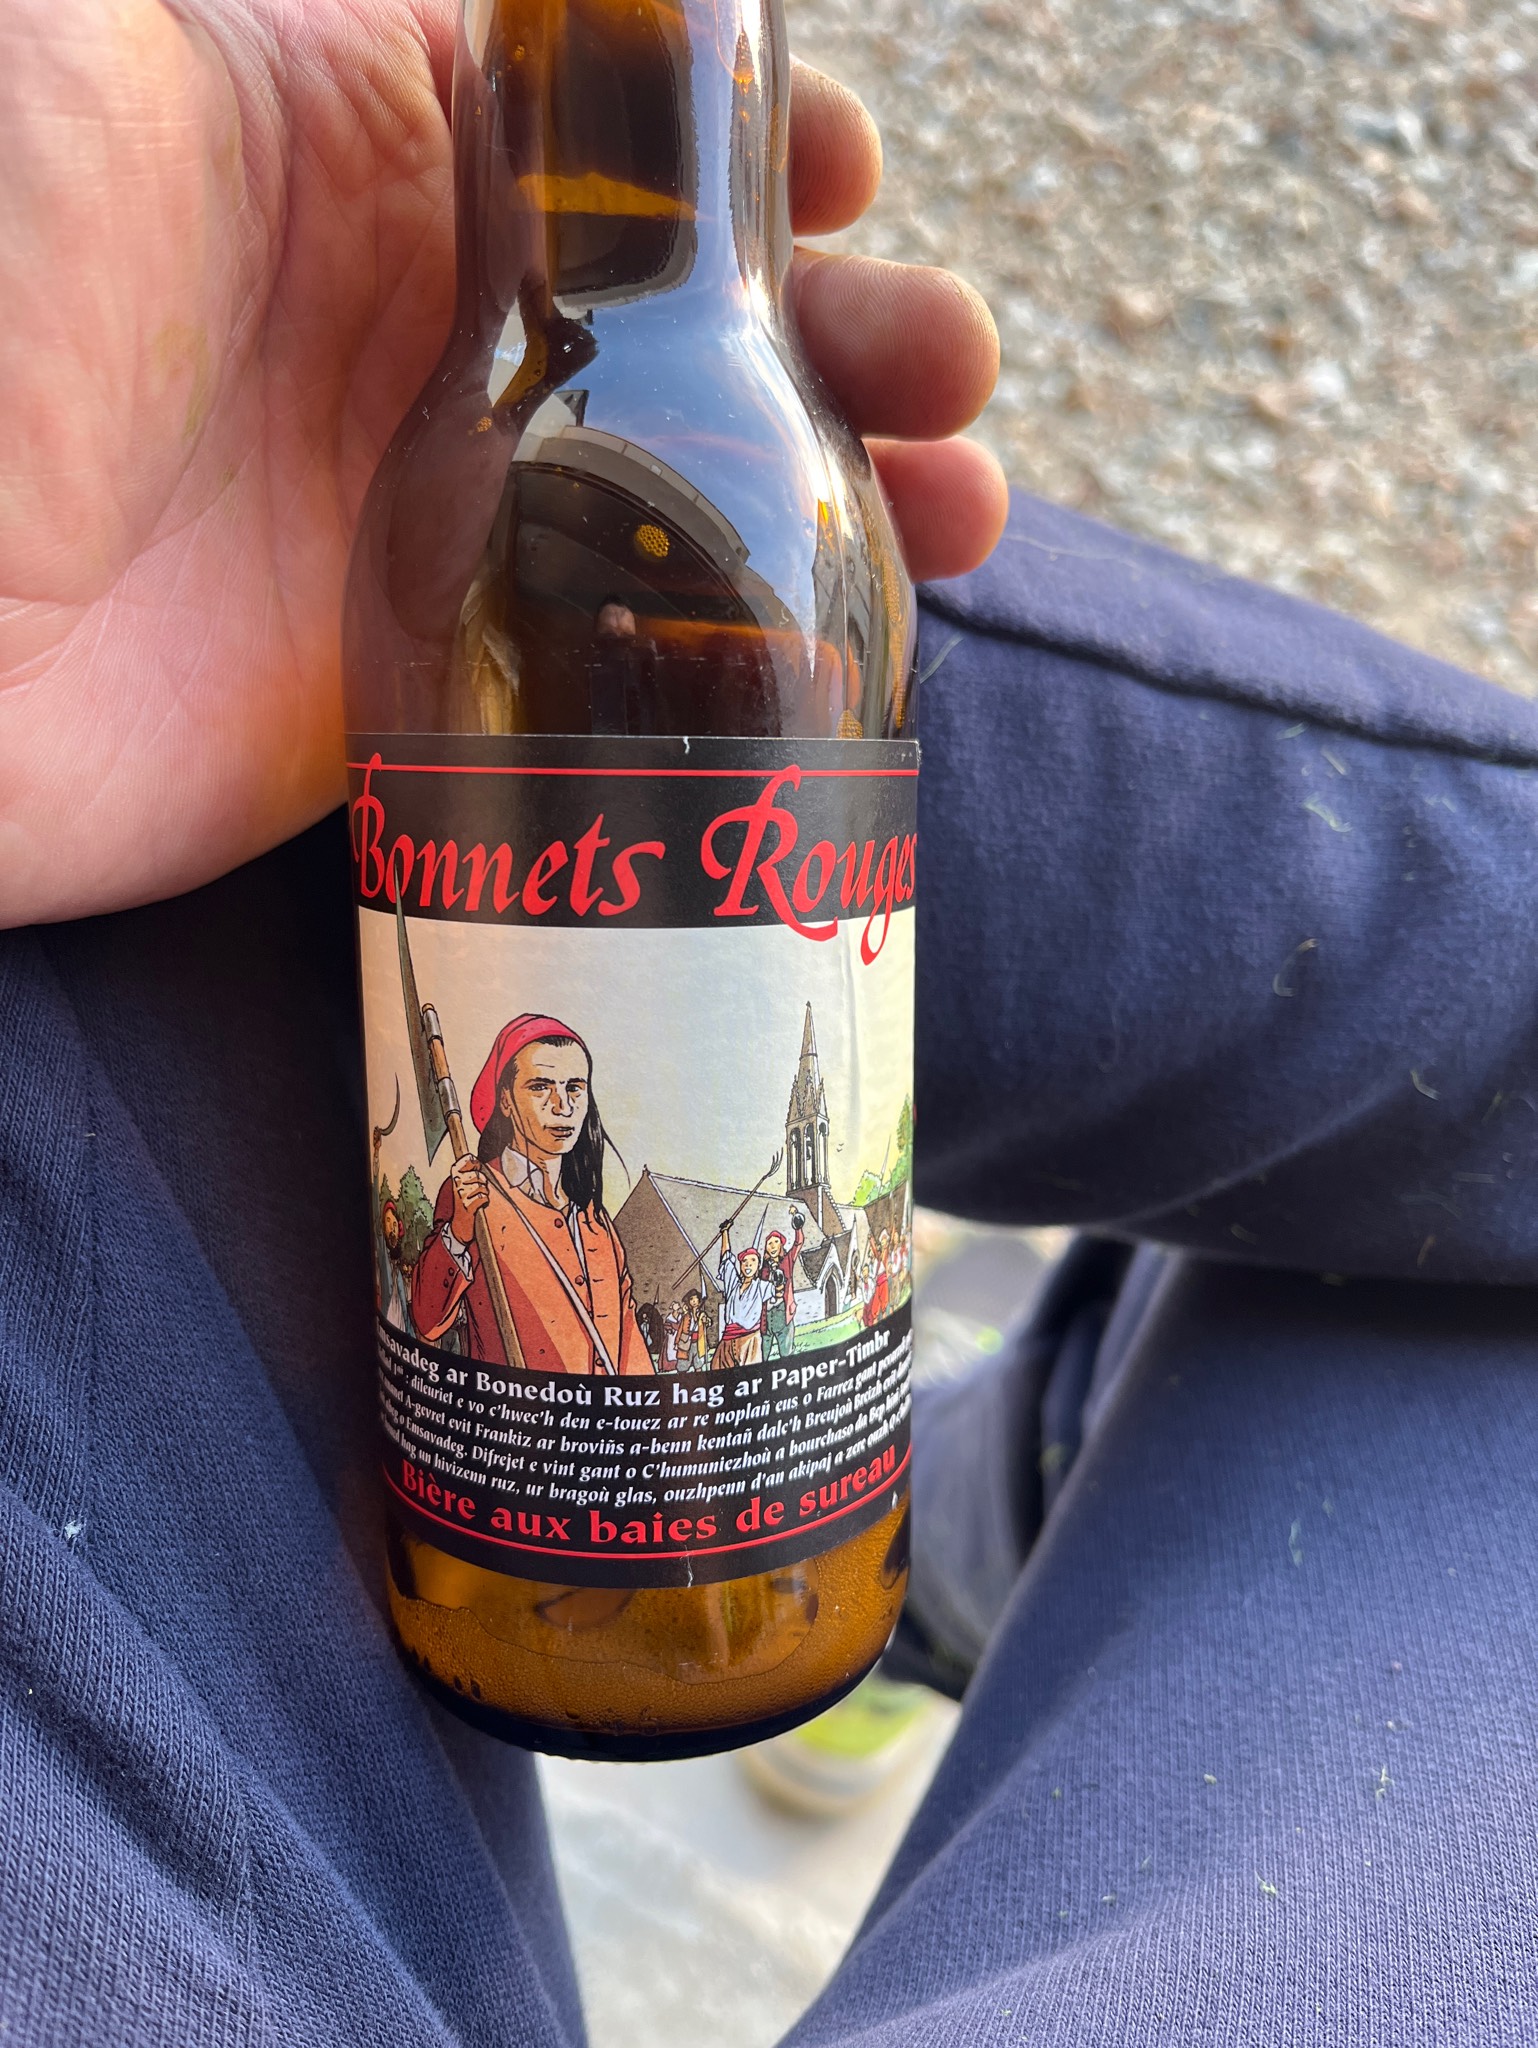 Bonnets Rouges
ar Bonedoù Ruz hag ar Paper-Timbr
: dileuriet e vo c'hwec'h den e-touez ar re noplañ eus o Farrez gant
A-gevret evit Frankiz ar broviñs a-benn kentañ dalc'h Breujoù Breizh
o Emsavadeg. Difrejet e vint gant o C'humuniezhoù a bourchaso da Bep
hag un hivizenn ruz, ur bragoù glas, ouzhpenn d'an akipaj a zere ouzh
Bière aux baies de sureau